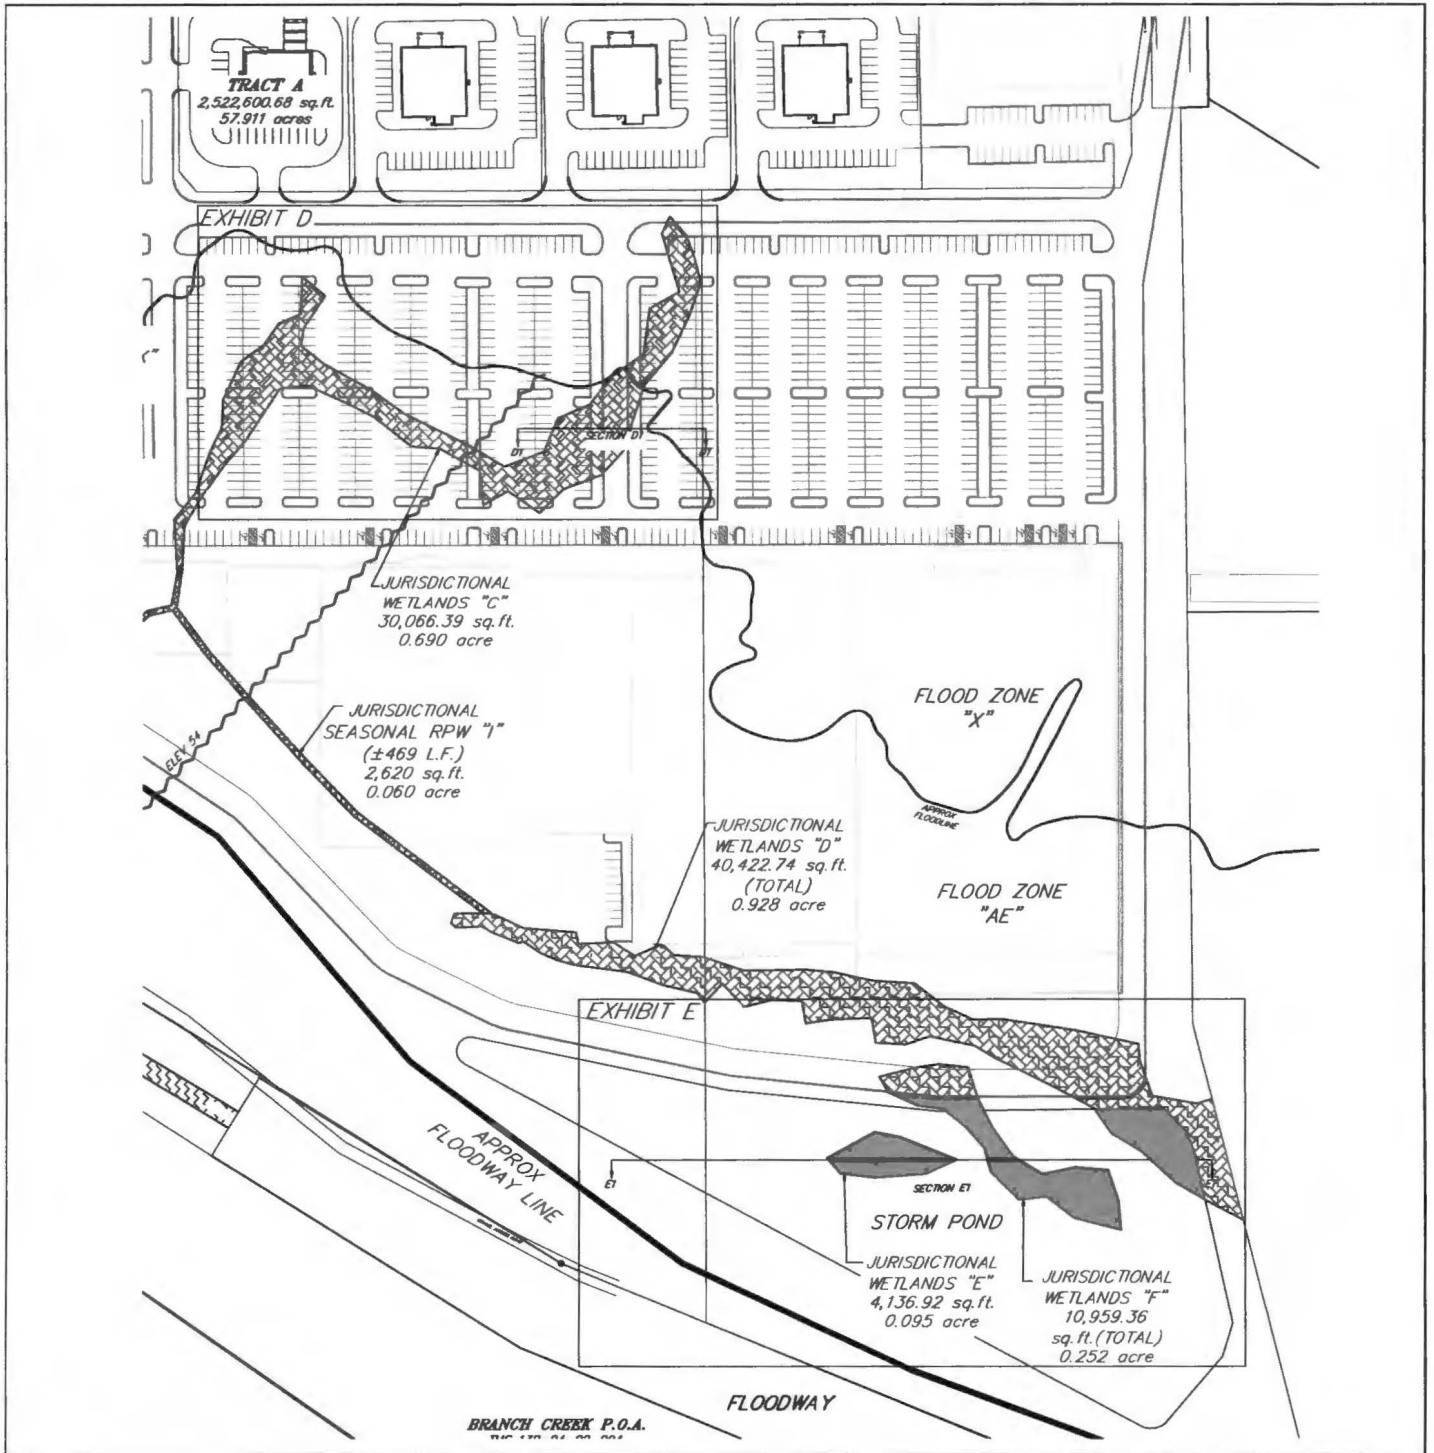 TRACT A
2,522,600.68 sq.ft.
57.911 acres
EXHIBIT D
SECTION D1
D1
D1
JURISDICTIONAL
WETLANDS "C"
30,066.39 sq.ft.
0.690 acre
JURISDICTIONAL
SEASONAL RPW "1"
(±469 L.F.)
2,620 sq.ft.
0.060 acre
ELEV 54
FLOOD ZONE
"X"
APPROX
FLOODLINE
JURISDICTIONAL
WETLANDS "D"
40,422.74 sq.ft.
(TOTAL)
0.928 acre
FLOOD ZONE
"AE"
EXHIBIT E
APPROX
FLOODWAY LINE
E1
SECTION E1
STORM POND
JURISDICTIONAL
WETLANDS "E"
4,136.92 sq.ft.
0.095 acre
JURISDICTIONAL
WETLANDS "F"
10,959.36
sq.ft.(TOTAL)
0.252 acre
FLOODWAY
BRANCH CREEK P.O.A.